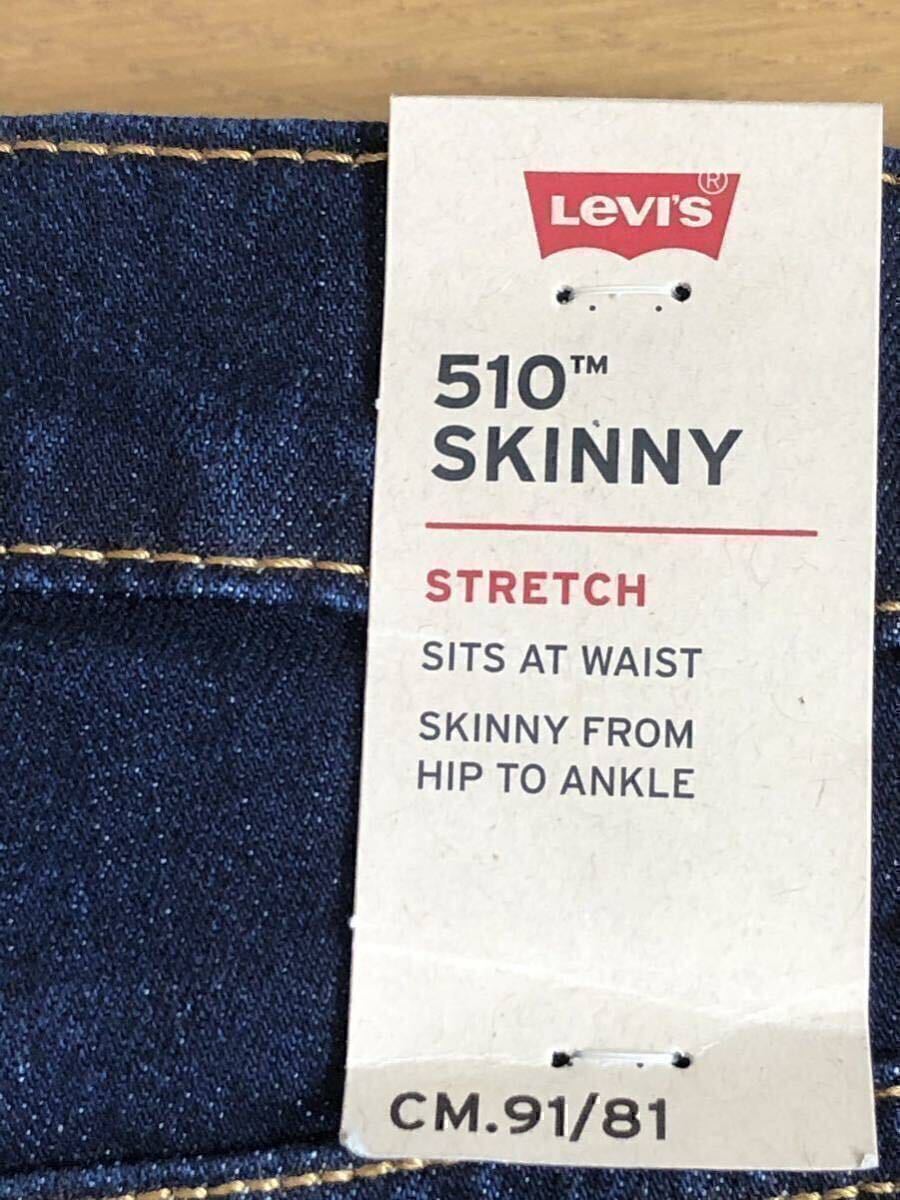 LEVI'S®
510™
SKINNY
STRETCH
SITS AT WAIST
SKINNY FROM
HIP TO ANKLE
CM.91/81